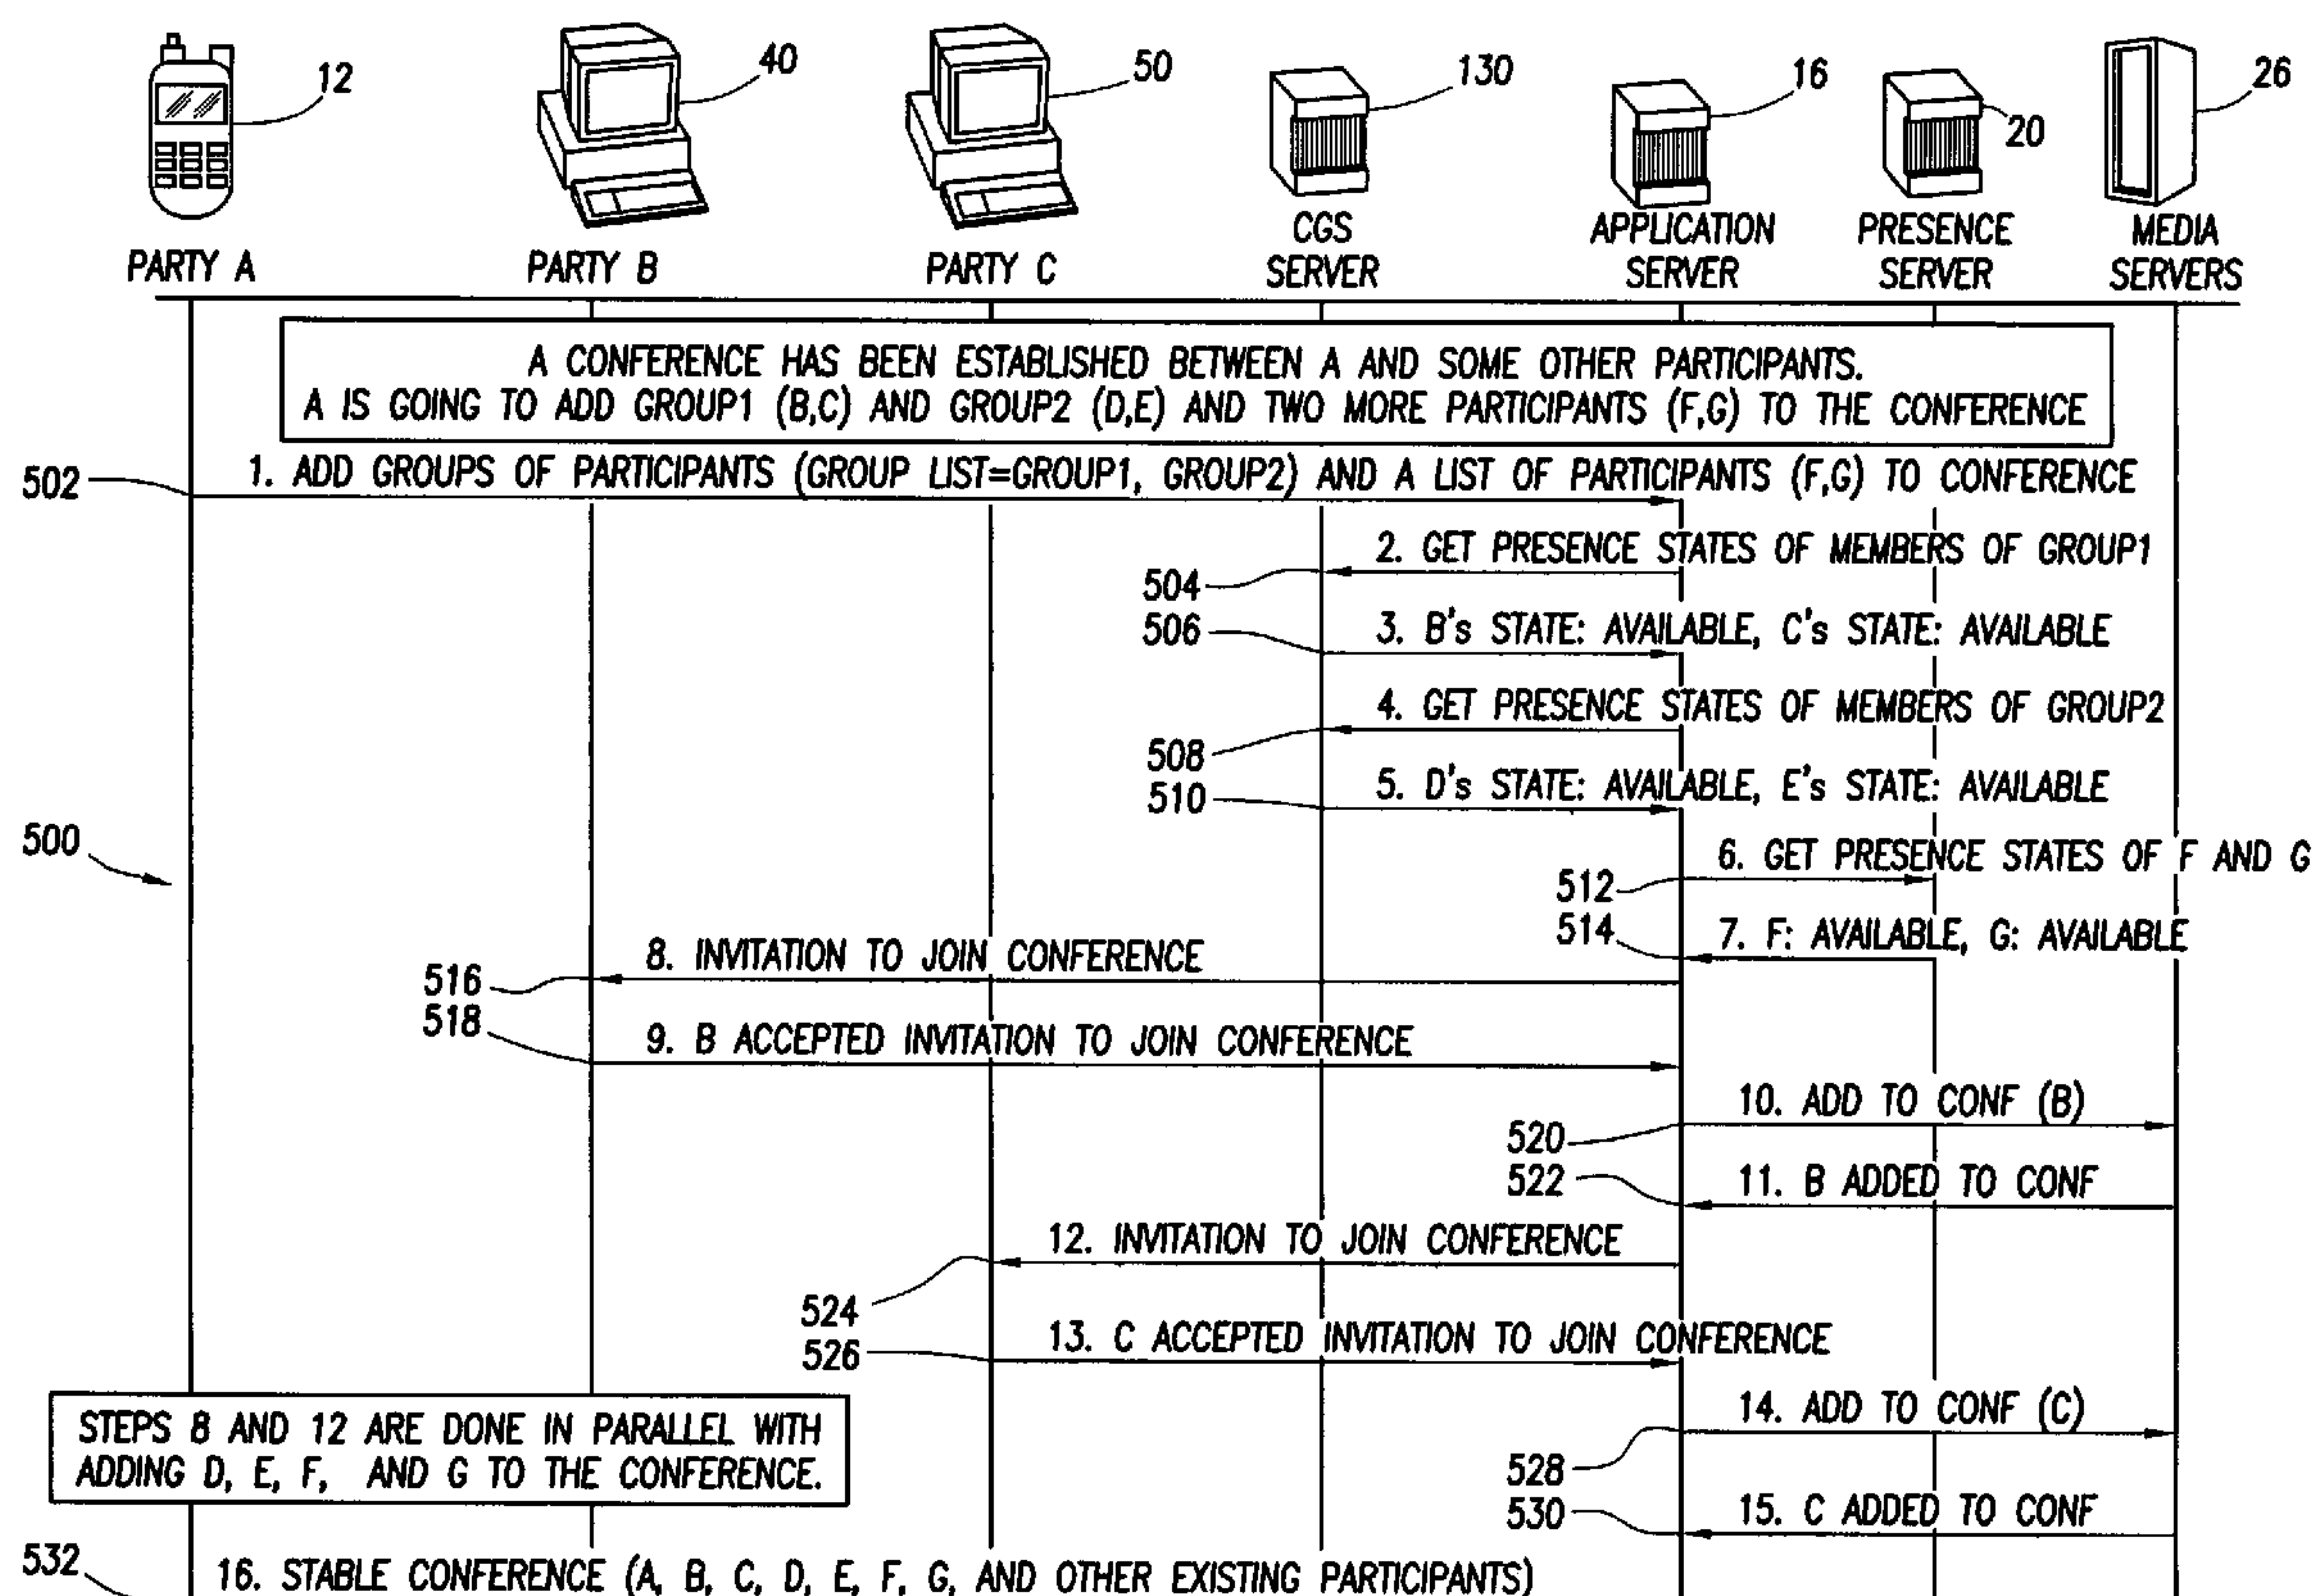 12
40
50
130
16
20
26
PARTY A
PARTY B
PARTY C
CGS
SERVER
APPLICATION
SERVER
PRESENCE
SERVER
MEDIA
SERVERS
A CONFERENCE HAS BEEN ESTABLISHED BETWEEN A AND SOME OTHER PARTICIPANTS.
A IS GOING TO ADD GROUP1 (B,C) AND GROUP2 (D,E) AND TWO MORE PARTICIPANTS (F,G) TO THE CONFERENCE
502
1. ADD GROUPS OF PARTICIPANTS (GROUP LIST=GROUP1, GROUP2) AND A LIST OF PARTICIPANTS (F,G) TO CONFERENCE
2. GET PRESENCE STATES OF MEMBERS OF GROUP1
504
506
3. B's STATE: AVAILABLE, C's STATE: AVAILABLE
4. GET PRESENCE STATES OF MEMBERS OF GROUP2
508
510
5. D's STATE: AVAILABLE, E's STATE: AVAILABLE
500
6. GET PRESENCE STATES OF F AND G
512
514
7. F: AVAILABLE, G: AVAILABLE
8. INVITATION TO JOIN CONFERENCE
516
518
9. B ACCEPTED INVITATION TO JOIN CONFERENCE
10. ADD TO CONF (B)
520
522
11. B ADDED TO CONF
12. INVITATION TO JOIN CONFERENCE
524
526
13. C ACCEPTED INVITATION TO JOIN CONFERENCE
STEPS 8 AND 12 ARE DONE IN PARALLEL WITH
ADDING D, E, F, AND G TO THE CONFERENCE.
14. ADD TO CONF (C)
528
530
15. C ADDED TO CONF
532
16. STABLE CONFERENCE (A, B, C, D, E, F, G, AND OTHER EXISTING PARTICIPANTS)